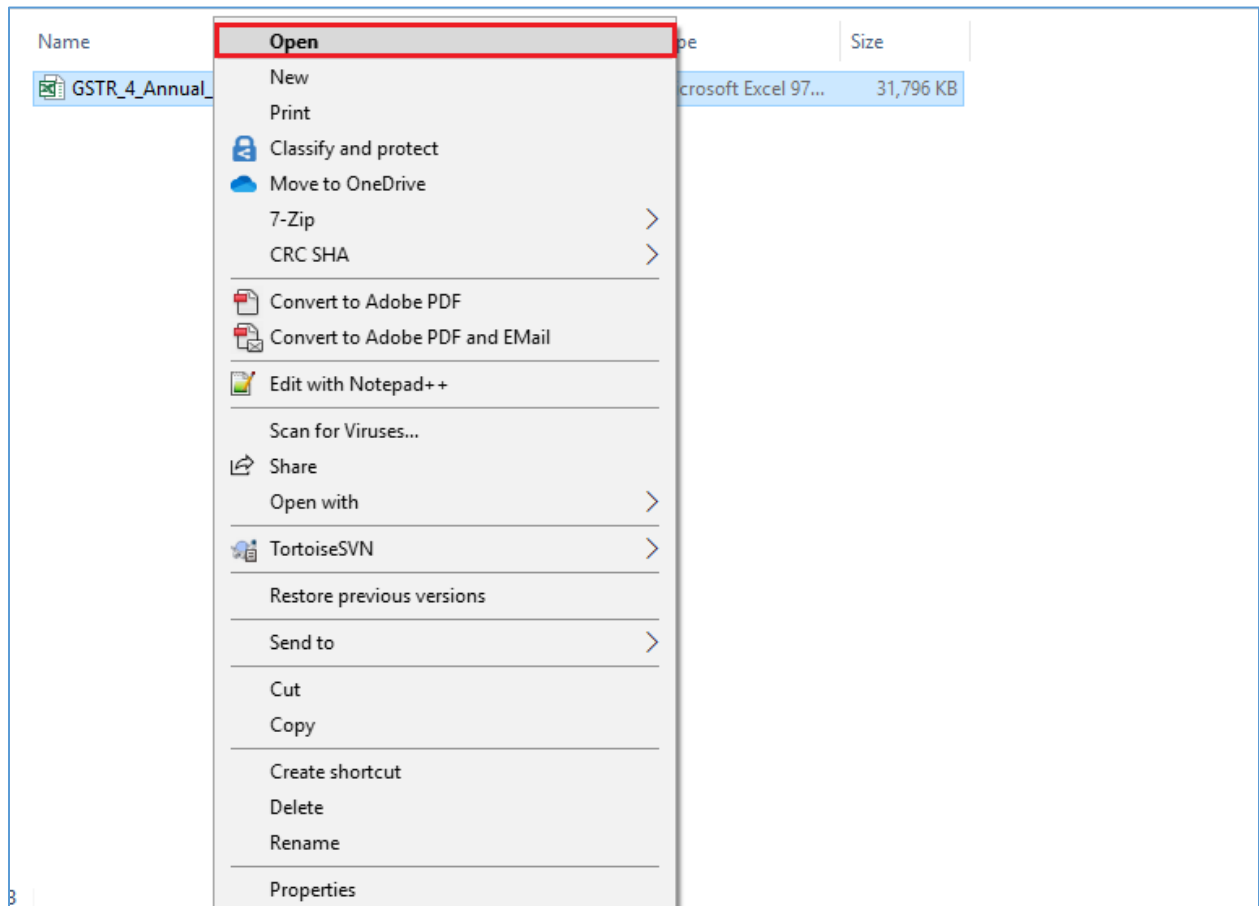 Name Open pe Size
GSTR_4_Annual_ New crosoft Excel 97... 31,796 KB
Print
Classify and protect
Move to OneDrive
7-Zip
CRC SHA
Convert to Adobe PDF
Convert to Adobe PDF and EMail
Edit with Notepad++
Scan for Viruses...
Share
Open with
TortoiseSVN
Restore previous versions
Send to
Cut
Copy
Create shortcut
Delete
Rename
Properties